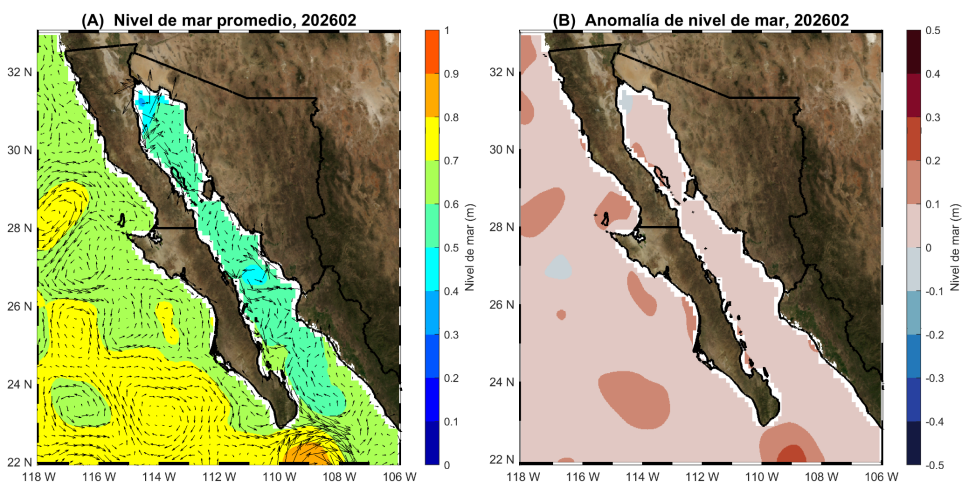 (A) Nivel de mar promedio, 202602
32 N
30 N
28 N
26 N
24 N
22 N
118 W
116 W
114 W
112 W
110 W
108 W
106 W
1
0.9
0.8
0.7
0.6
0.5
0.4
0.3
0.2
0.1
0
Nivel de mar (m)
(B) Anomalía de nivel de mar, 202602
32 N
30 N
28 N
26 N
24 N
22 N
118 W
116 W
114 W
112 W
110 W
108 W
106 W
0.5
0.4
0.3
0.2
0.1
0
-0.1
-0.2
-0.3
-0.4
-0.5
Nivel de mar (m)